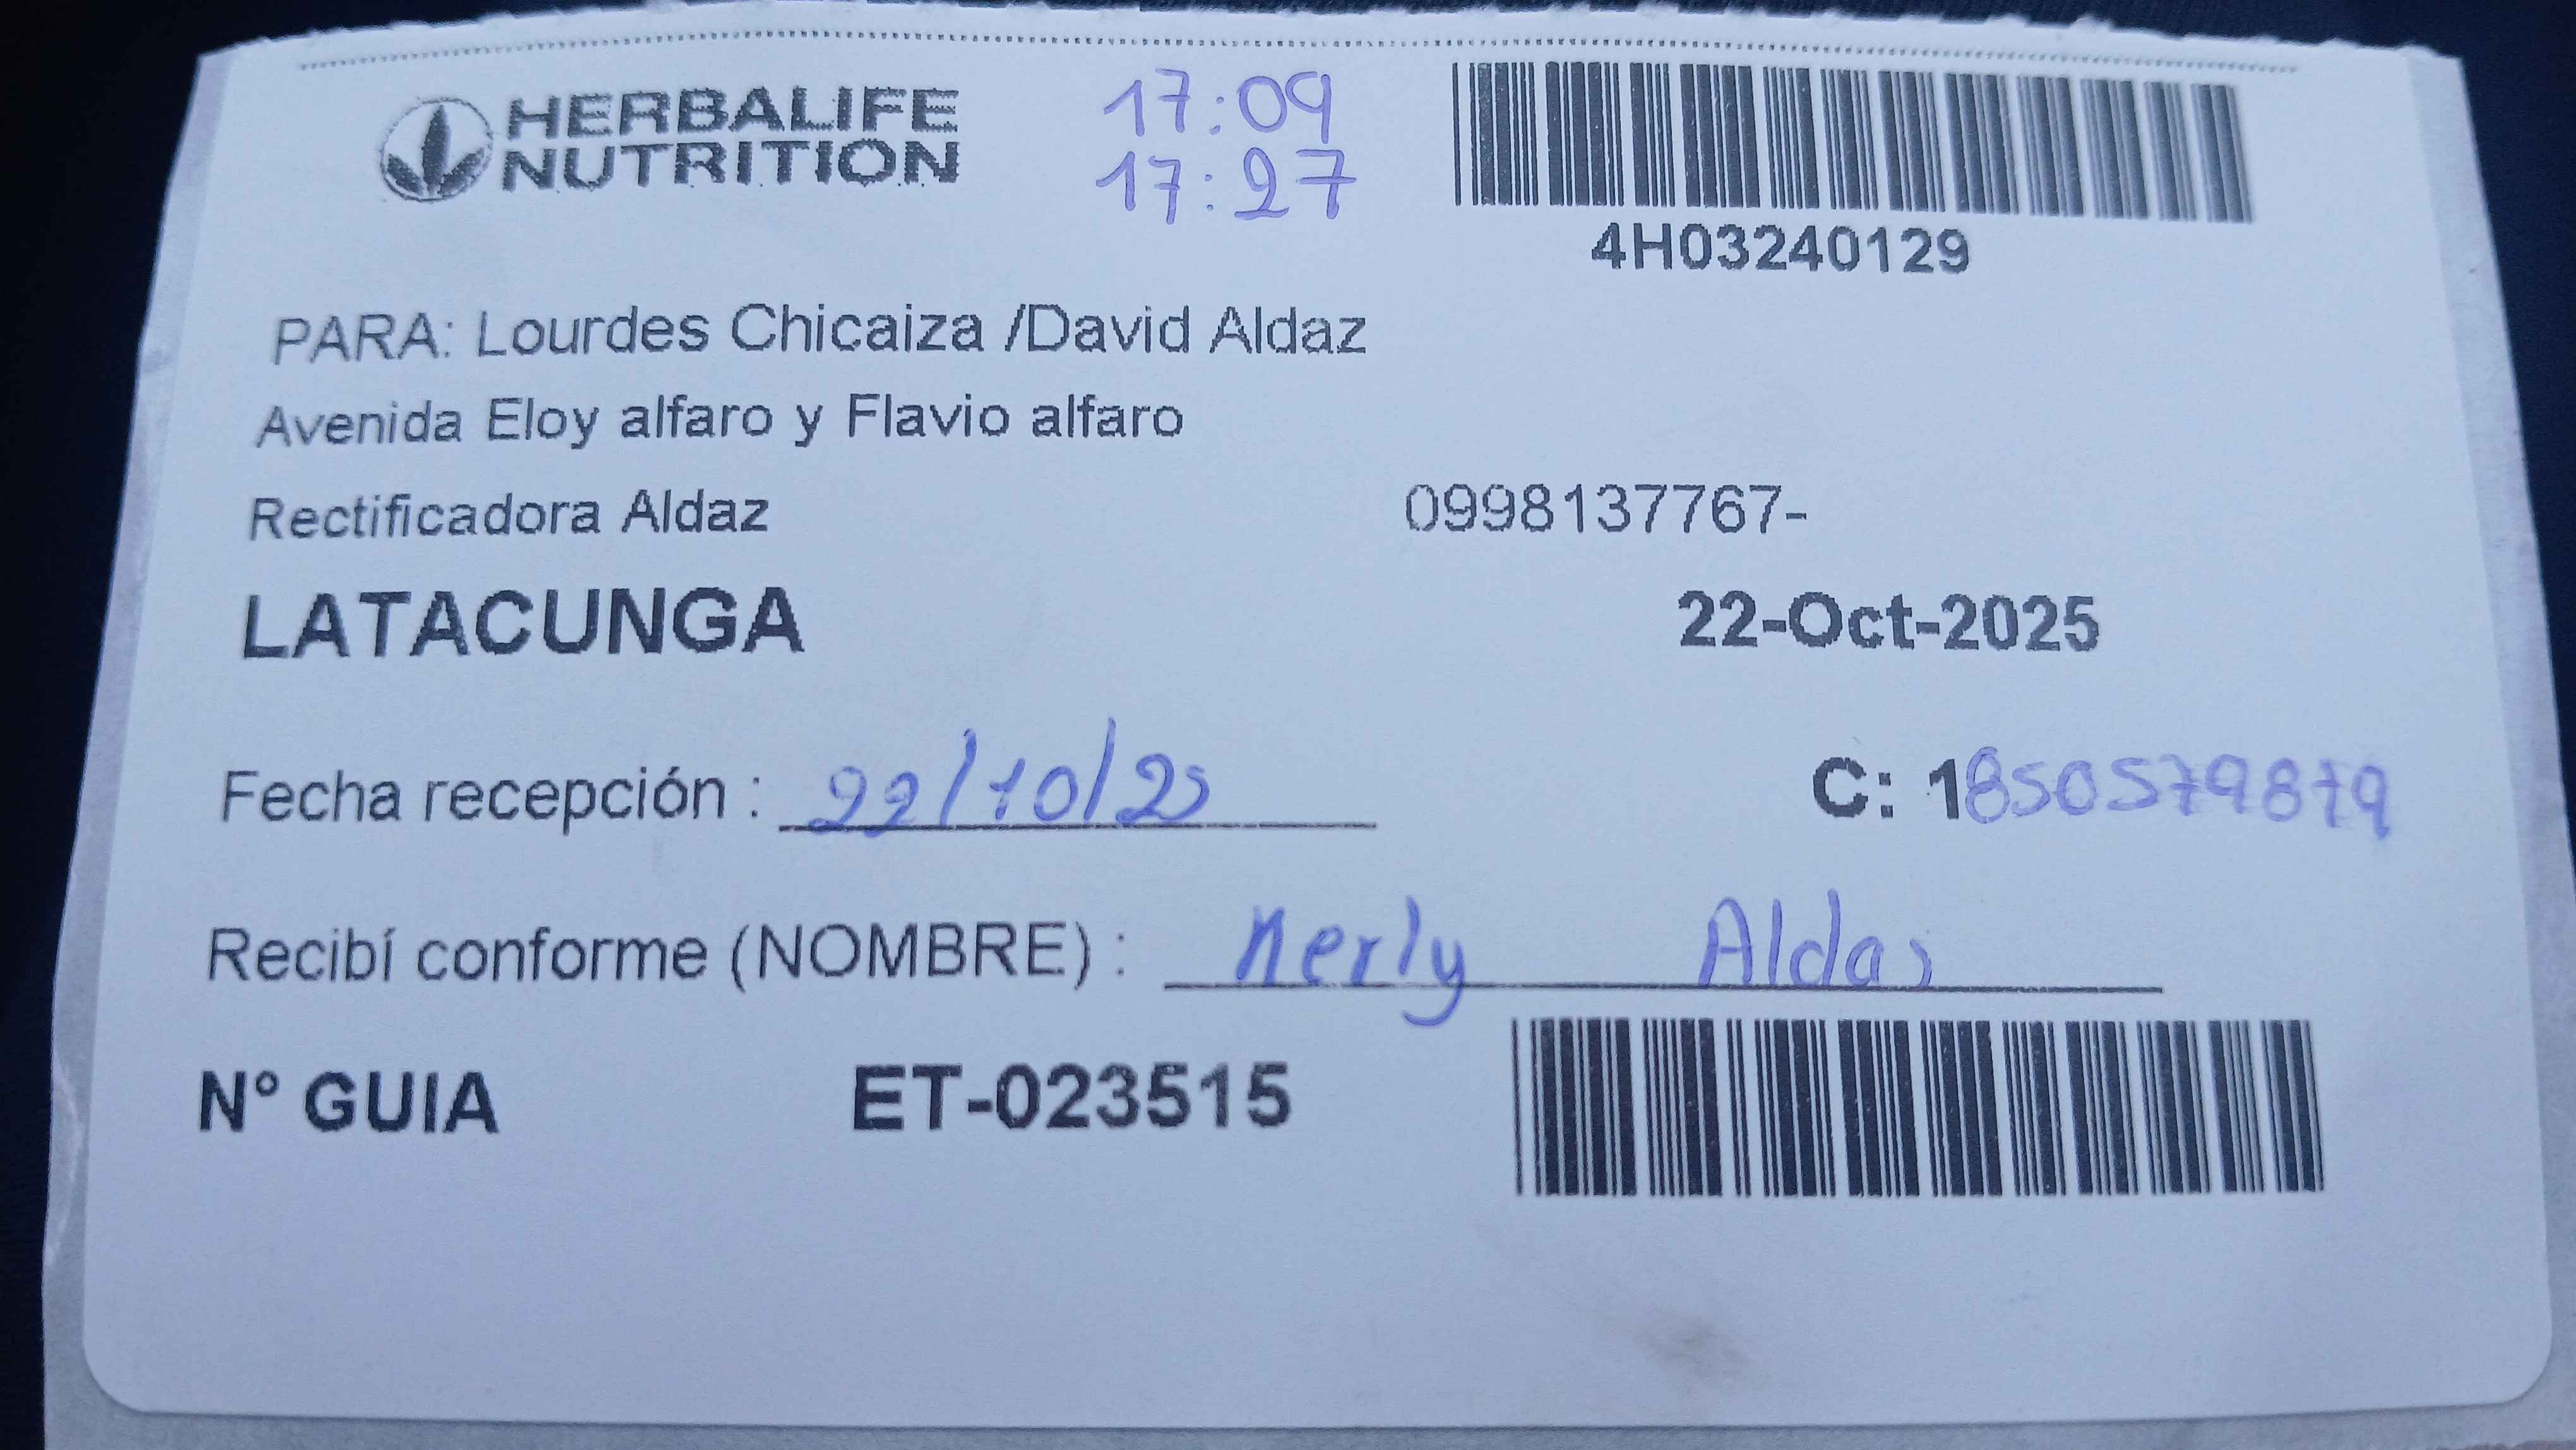 HERBALIFE
NUTRITION
17:09
17:27
4H03240129
PARA: Lourdes Chicaiza /David Aldaz
Avenida Eloy alfaro y Flavio alfaro
Rectificadora Aldaz
0998137767-
LATACUNGA
22-Oct-2025
Fecha recepción : 22/10/25
C: 1850579879
Recibí conforme (NOMBRE) : Nerly Aldas
N° GUIA ET-023515